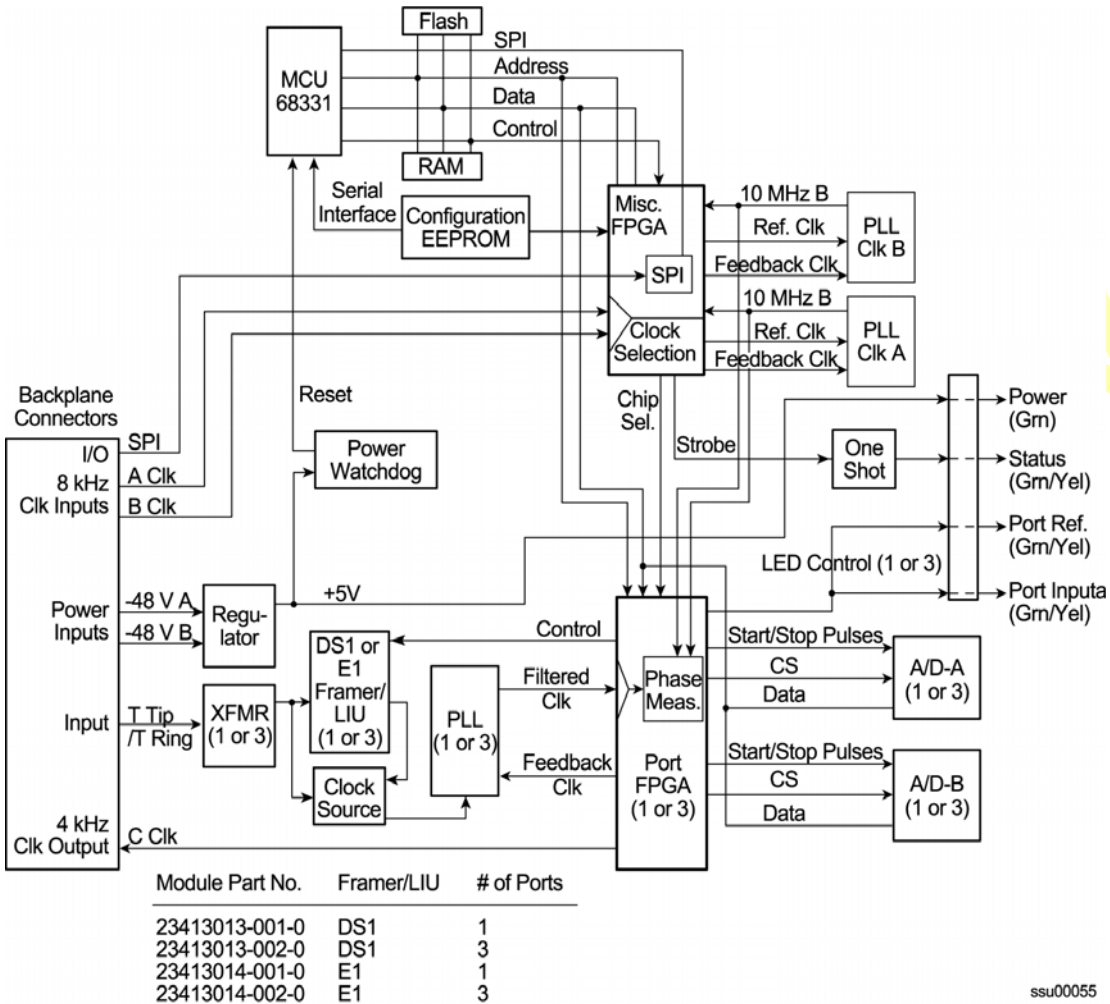 Flash
SPI
MCU
68331
Address
Data
Control
RAM
Serial
Interface
Configuration
EEPROM
Misc.
FPGA
SPI
Clock
Selection
10 MHz B
Ref. Clk
Feedback Clk
PLL
Clk B
10 MHz B
Ref. Clk
Feedback Clk
PLL
Clk A
Backplane
Connectors
Reset
Chip
Sel.
Strobe
One
Shot
Power
(Grn)
Status
(Grn/Yel)
Port Ref.
(Grn/Yel)
Port Inputa
(Grn/Yel)
LED Control (1 or 3)
I/O
SPI
8 kHz
Clk Inputs
A Clk
B Clk
Power
Watchdog
+5V
Power
Inputs
-48 V A
-48 V B
Regu-
lator
Input
T Tip
/T Ring
XFMR
(1 or 3)
DS1 or
E1
Framer/
LIU
(1 or 3)
Clock
Source
PLL
(1 or 3)
Control
Filtered
Clk
Feedback
Clk
Phase
Meas.
Port
FPGA
(1 or 3)
Start/Stop Pulses
CS
Data
A/D-A
(1 or 3)
Start/Stop Pulses
CS
Data
A/D-B
(1 or 3)
4 kHz
Clk Output
C Clk
Module Part No. Framer/LIU # of Ports
23413013-001-0 DS1 1
23413013-002-0 DS1 3
23413014-001-0 E1 1
23413014-002-0 E1 3
ssu00055